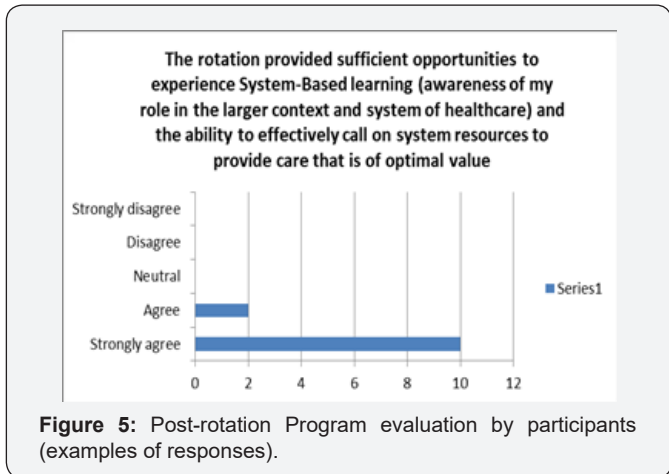 The rotation provided sufficient opportunities to
experience System-Based learning (awareness of my
role in the larger context and system of healthcare) and
the ability to effectively call on system resources to
provide care that is of optimal value
Strongly disagree
Disagree
Neutral
Agree
Strongly agree
Series1
0 2 4 6 8 10 12
Figure 5: Post-rotation Program evaluation by participants
(examples of responses).